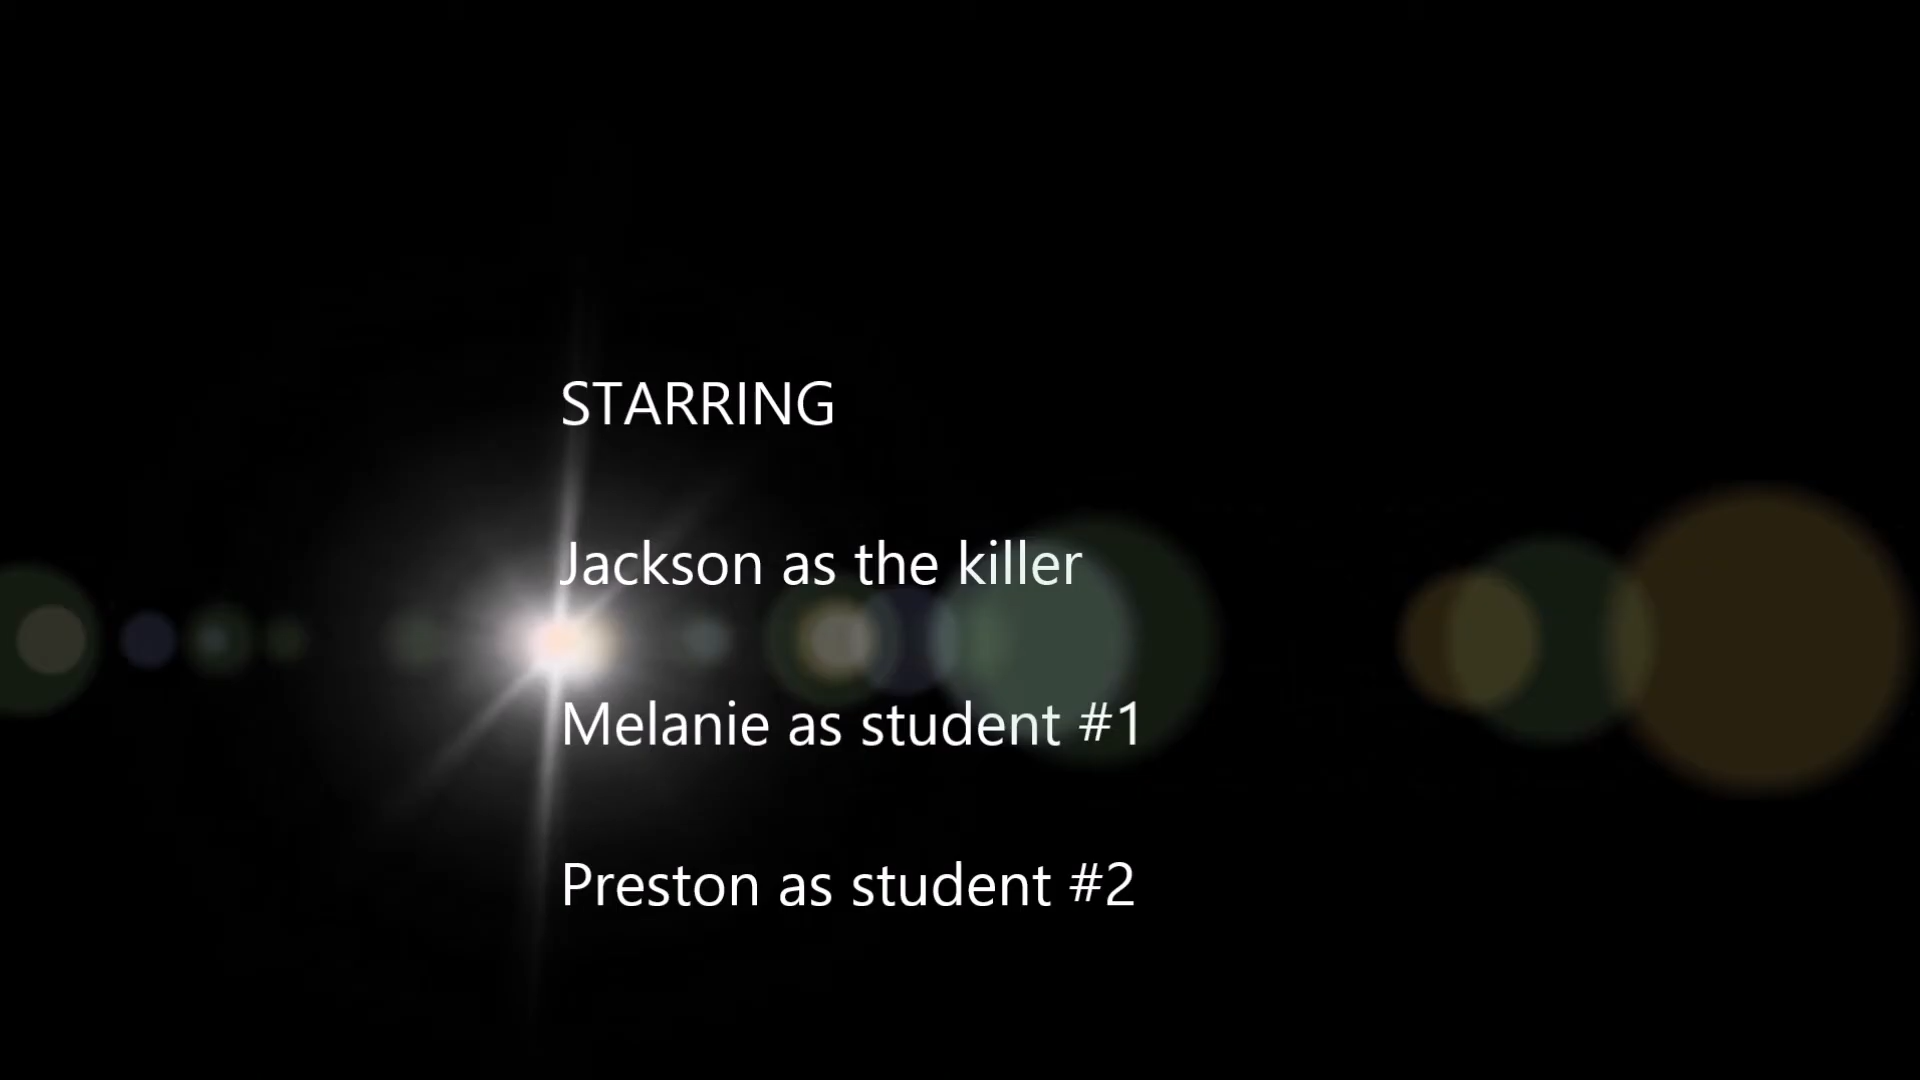 STARRING
Jackson as the killer
Melanie as student #1
Preston as student #2